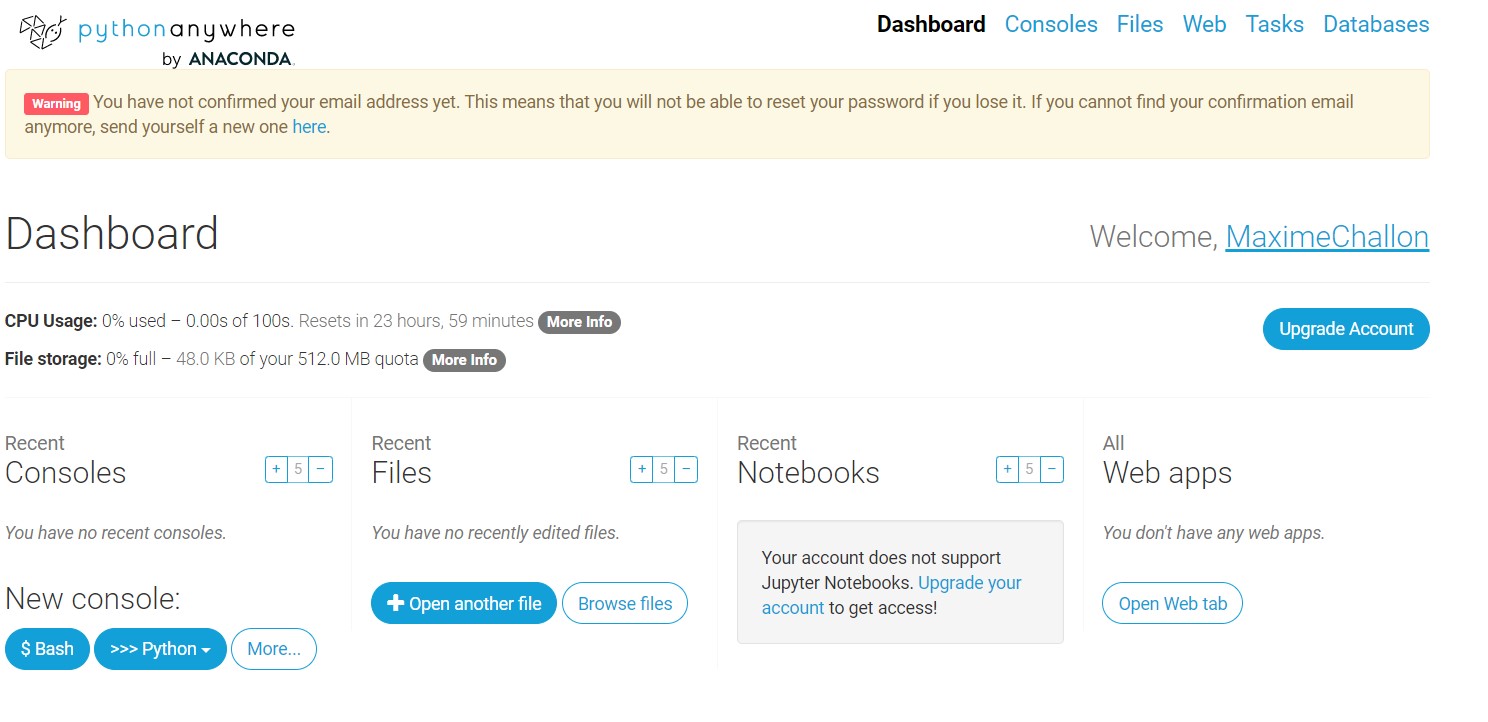 pythonanywhere
by ANACONDA.
Dashboard Consoles Files Web Tasks Databases
Warning You have not confirmed your email address yet. This means that you will not be able to reset your password if you lose it. If you cannot find your confirmation email
anymore, send yourself a new one here.
Dashboard
Welcome, MaximeChallon
CPU Usage: 0% used – 0.00s of 100s. Resets in 23 hours, 59 minutes More Info
Upgrade Account
File storage: 0% full – 48.0 KB of your 512.0 MB quota More Info
Recent
Consoles
+ 5 −
You have no recent consoles.
New console:
$ Bash >>> Python More...
Recent
Files
+ 5 −
You have no recently edited files.
+ Open another file Browse files
Recent
Notebooks
+ 5 −
Your account does not support
Jupyter Notebooks. Upgrade your
account to get access!
All
Web apps
You don't have any web apps.
Open Web tab